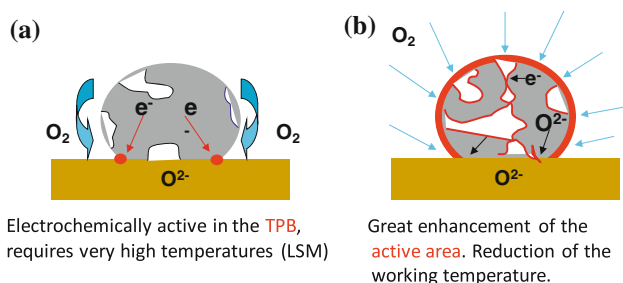 (a)
(b)
O₂
e⁻
e
-
e⁻
O₂
O₂
O²⁻
O²⁻
O²⁻
Electrochemically active in the TPB,
requires very high temperatures (LSM)
Great enhancement of the
active area. Reduction of the
working temperature.